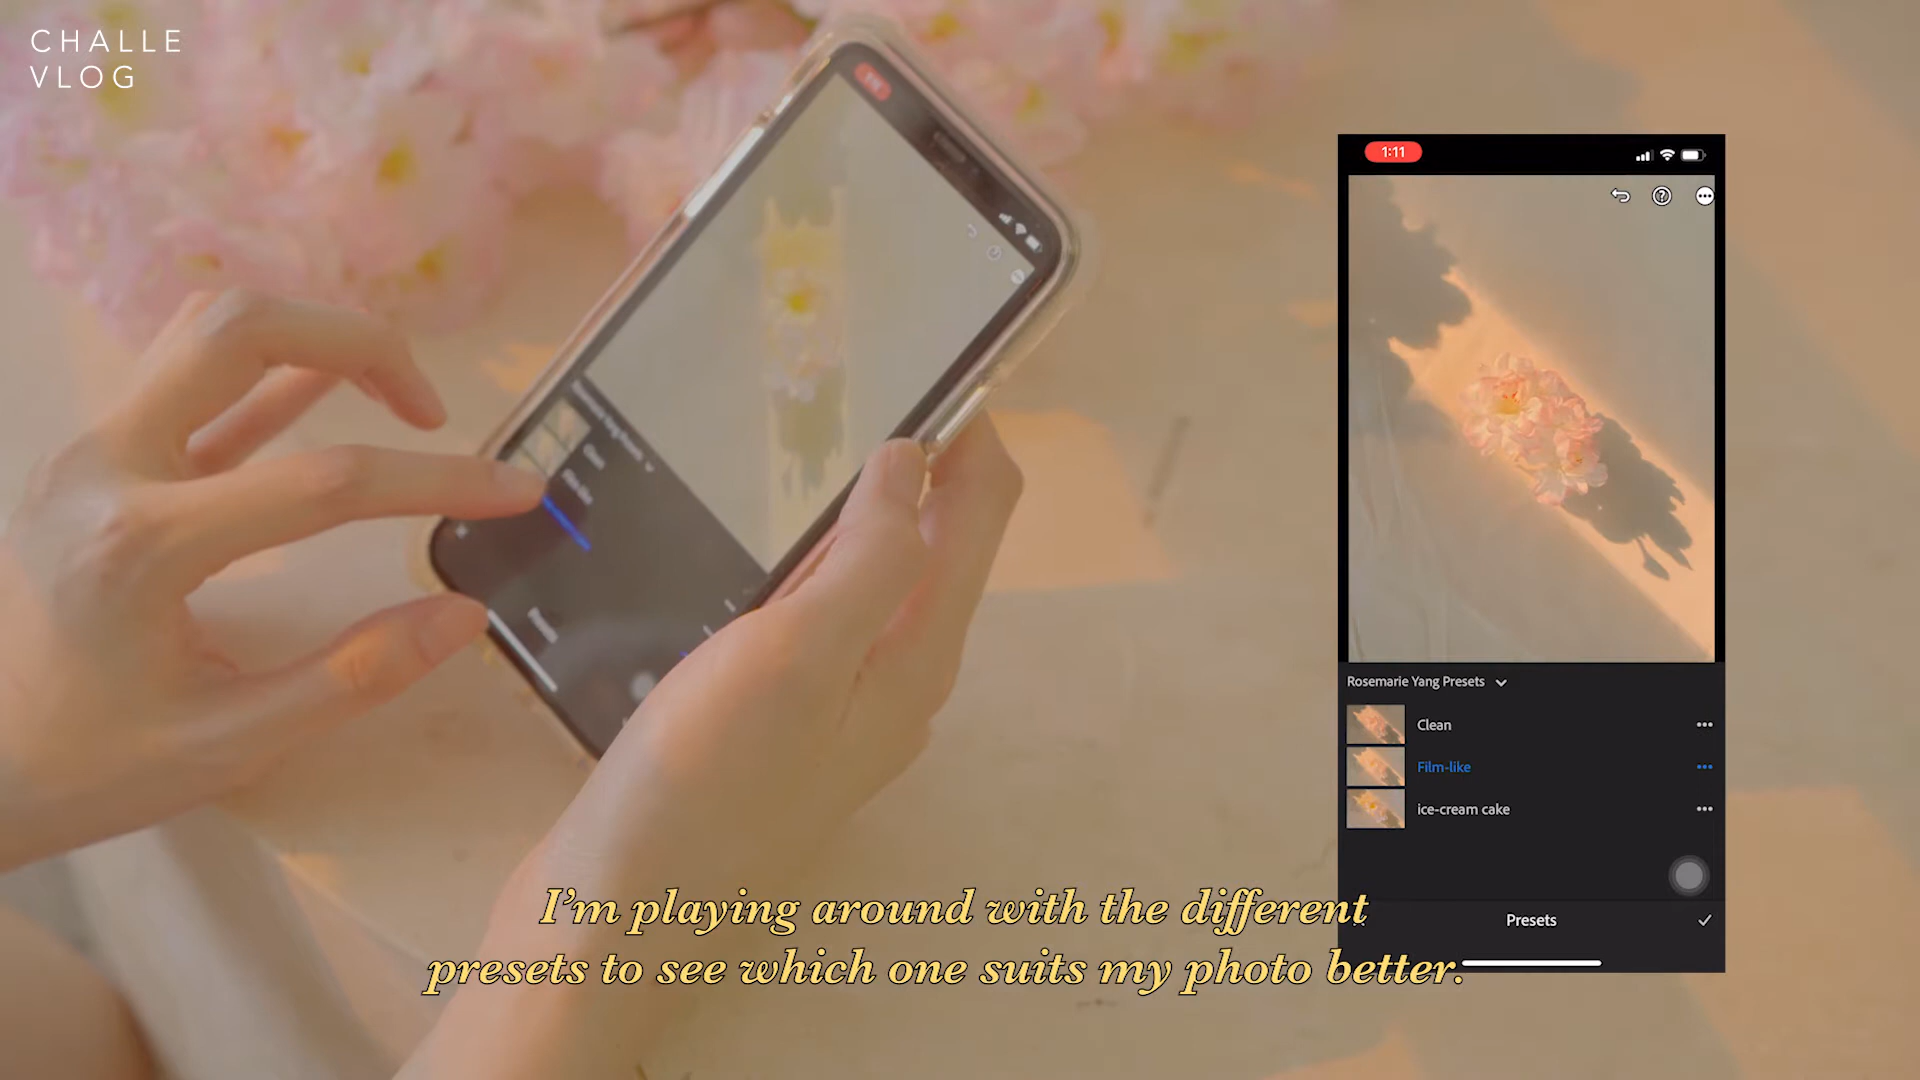 CHALLE
VLOG
1:11
Rosemarie Yang Presets
Clean
Film-like
ice-cream cake
Presets
I'm playing around with the different
presets to see which one suits my photo better.